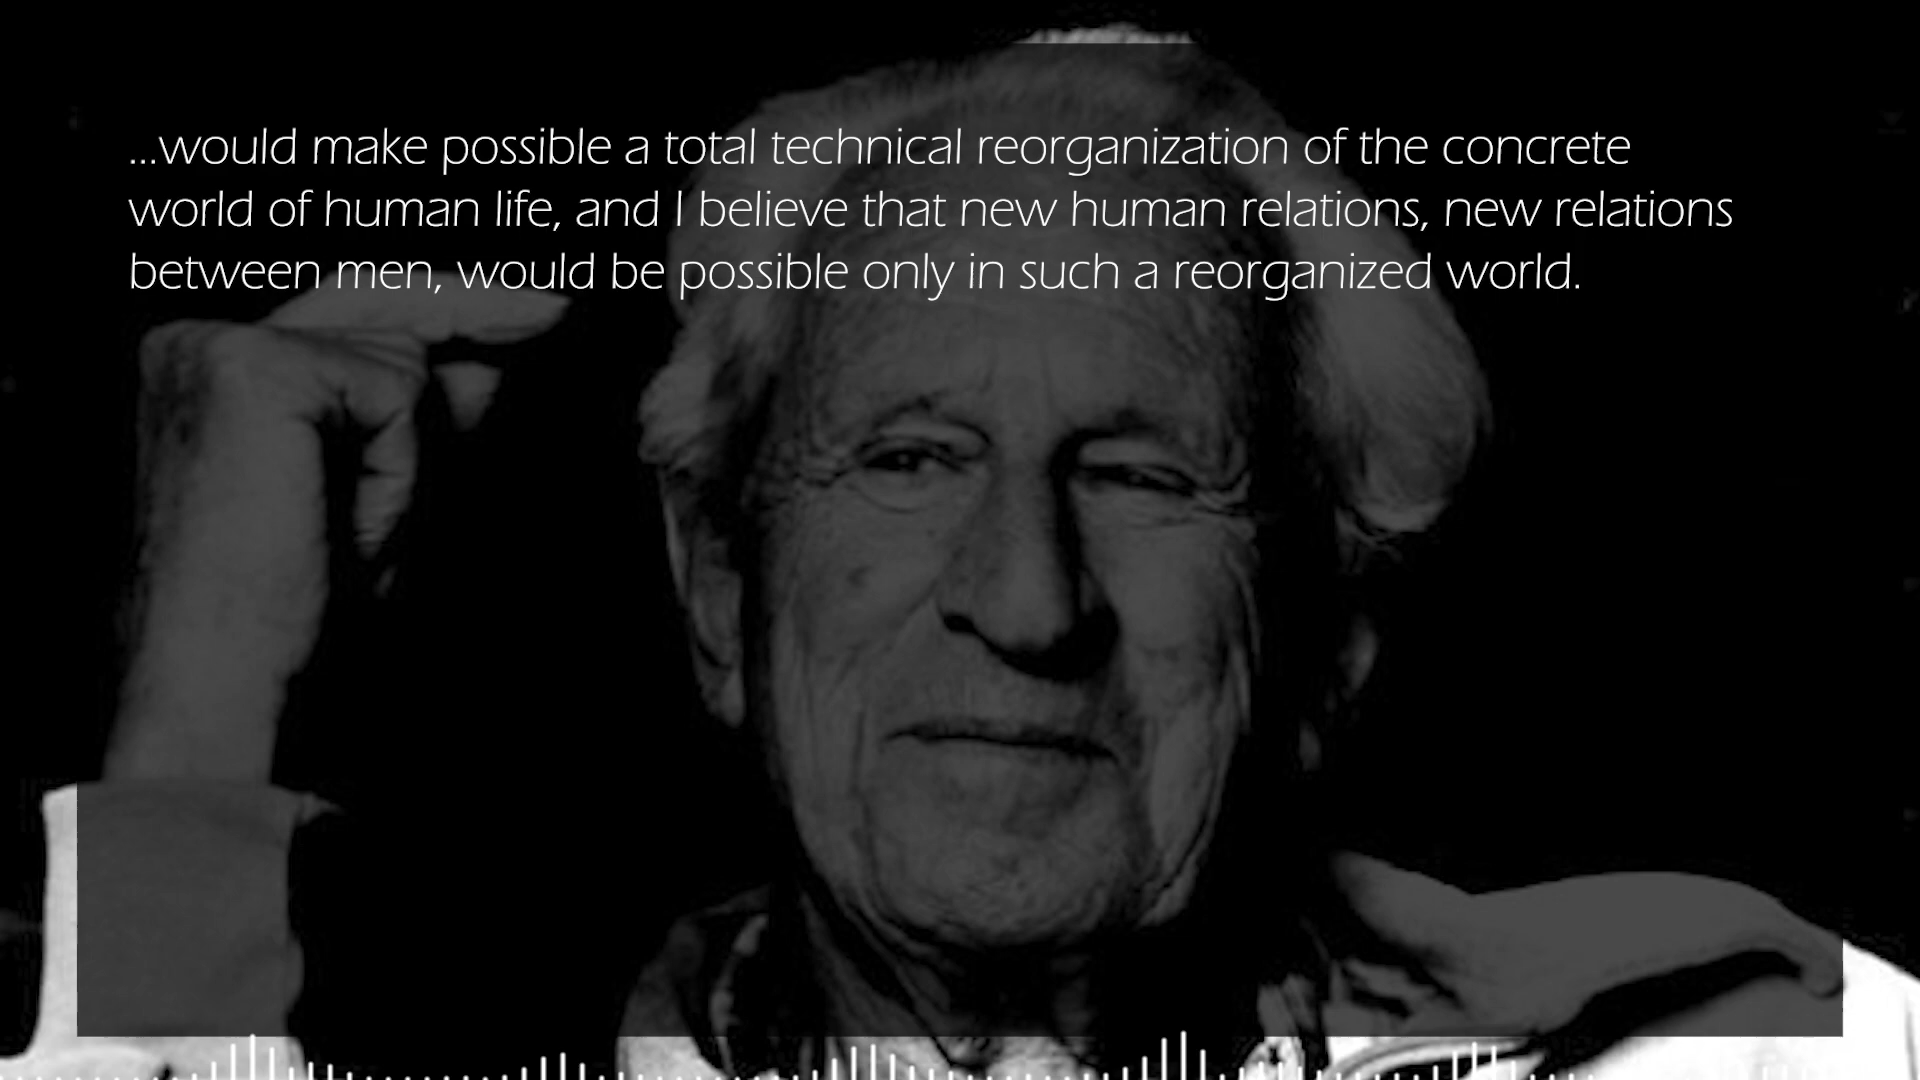 ...would make possible a total technical reorganization of the concrete
world of human life, and I believe that new human relations, new relations
between men, would be possible only in such a reorganized world.